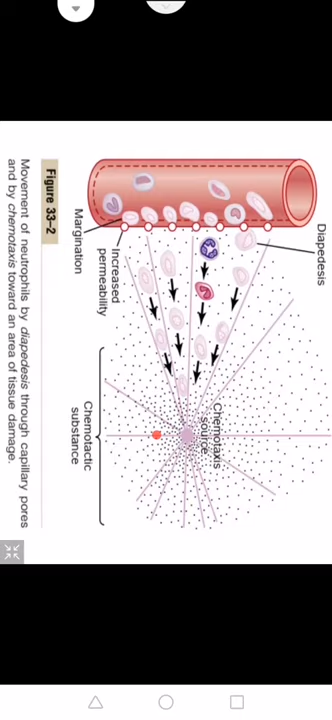 Diapedesis
Margination
Increased
permeability
Chemotaxis
source
Chemotactic
substance
Figure 33–2
Movement of neutrophils by diapedesis through capillary pores
and by chemotaxis toward an area of tissue damage.